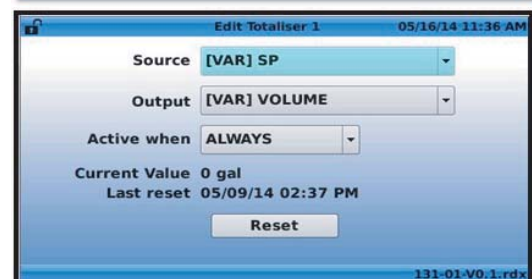 Edit Totaliser 1 05/16/14 11:36 AM
Source [VAR] SP
Output [VAR] VOLUME
Active when ALWAYS
Current Value 0 gal
Last reset 05/09/14 02:37 PM
Reset
131-01-V0.1.rdx